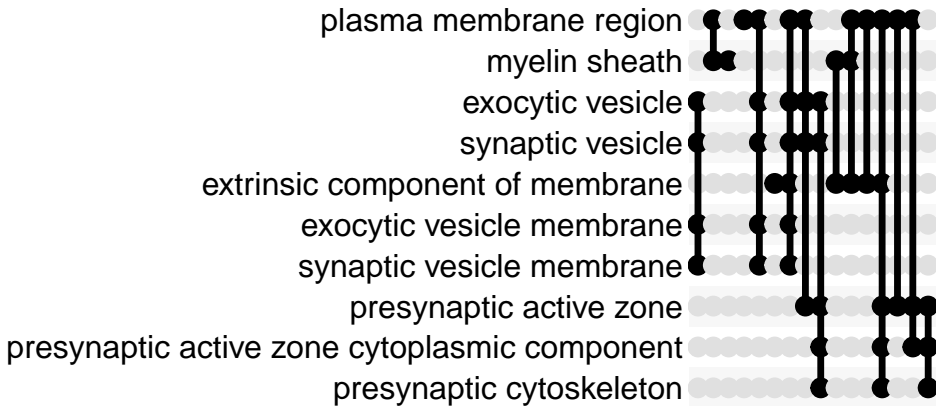 plasma membrane region
myelin sheath
exocytic vesicle
synaptic vesicle
extrinsic component of membrane
exocytic vesicle membrane
synaptic vesicle membrane
presynaptic active zone
presynaptic active zone cytoplasmic component
presynaptic cytoskeleton